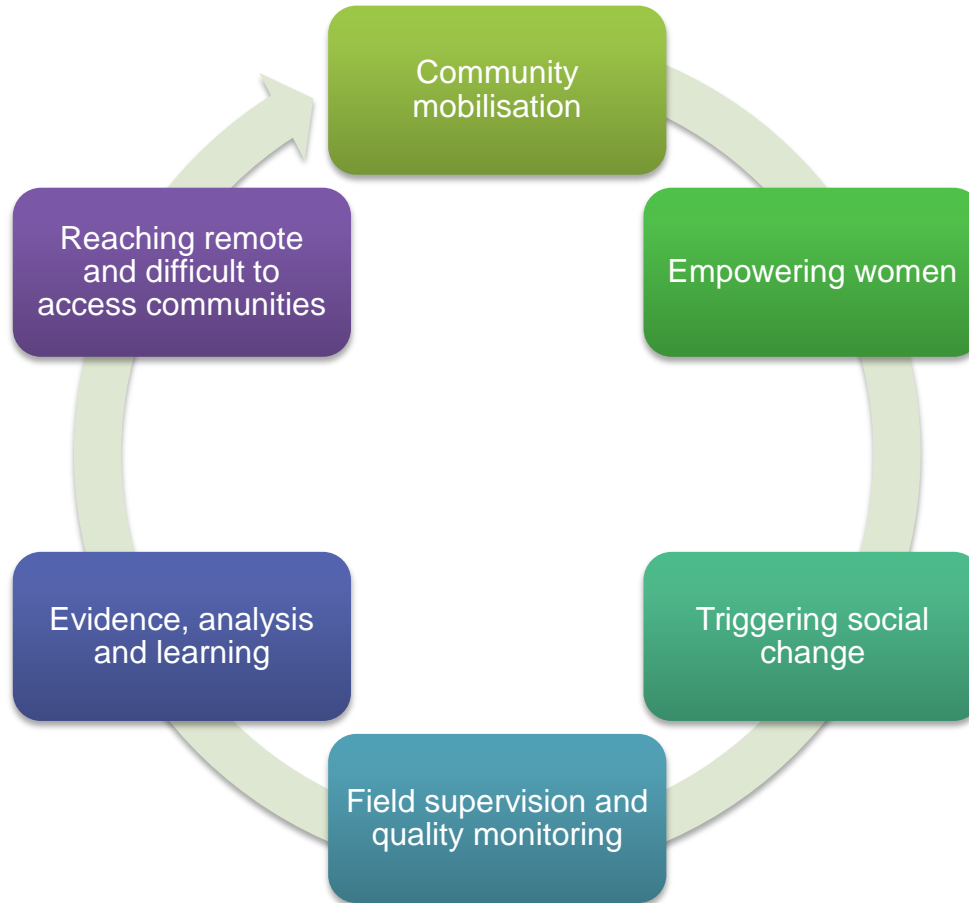 Community
mobilisation
Empowering women
Triggering social
change
Field supervision and
quality monitoring
Evidence, analysis
and learning
Reaching remote
and difficult to
access communities